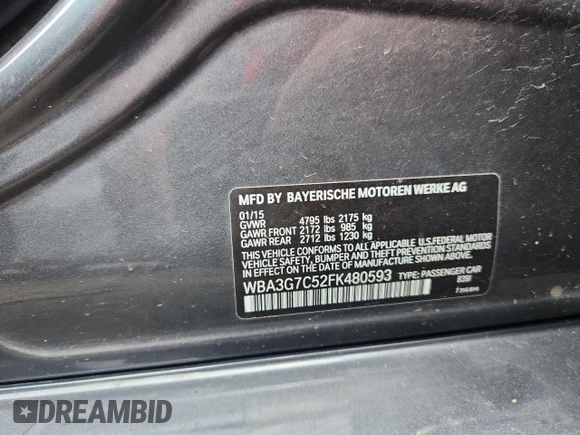 MFD BY BAYERISCHE MOTOREN WERKE AG
01/15
GVWR 4795 lbs 2175 kg
GAWR FRONT 2172 lbs 985 kg
GAWR REAR 2712 lbs 1230 kg
THIS VEHICLE CONFORMS TO ALL APPLICABLE U.S.FEDERAL MOTOR
VEHICLE SAFETY, BUMPER AND THEFT PREVENTION STANDARDS
IN EFFECT ON THE DATE OF MANUFACTURE SHOWN ABOVE.
WBA3G7C52FK480593 TYPE: PASSENGER CAR
DREAMBID